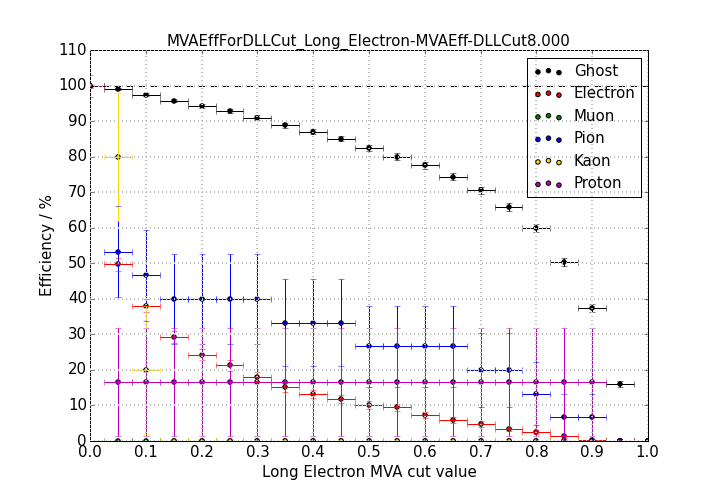 MVAEffForDLLCut_Long_Electron-MVAEff-DLLCut8.000
110
100
90
80
70
60
50
40
30
20
10
0
Efficiency / %
Ghost
Electron
Muon
Pion
Kaon
Proton
0.0 0.1 0.2 0.3 0.4 0.5 0.6 0.7 0.8 0.9 1.0
Long Electron MVA cut value